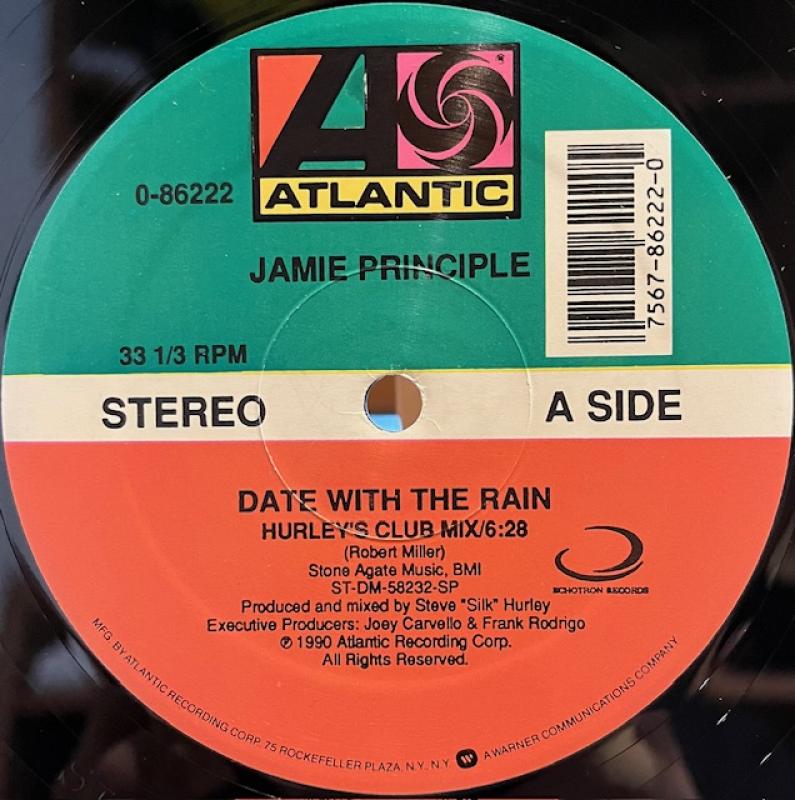 A
ATLANTIC
0-86222
7567-86222-0
JAMIE PRINCIPLE
33 1/3 RPM
STEREO
A SIDE
DATE WITH THE RAIN
HURLEY'S CLUB MIX/6:28
(Robert Miller)
Stone Agate Music, BMI
ST-DM-58232-SP
Produced and mixed by Steve "Silk" Hurley
Executive Producers: Joey Carvello & Frank Rodrigo
℗ 1990 Atlantic Recording Corp.
All Rights Reserved.
ECHOTRON RECORDS
MFG. BY ATLANTIC RECORDING CORP. 75 ROCKEFELLER PLAZA, N.Y., N.Y. A WARNER COMMUNICATIONS COMPANY